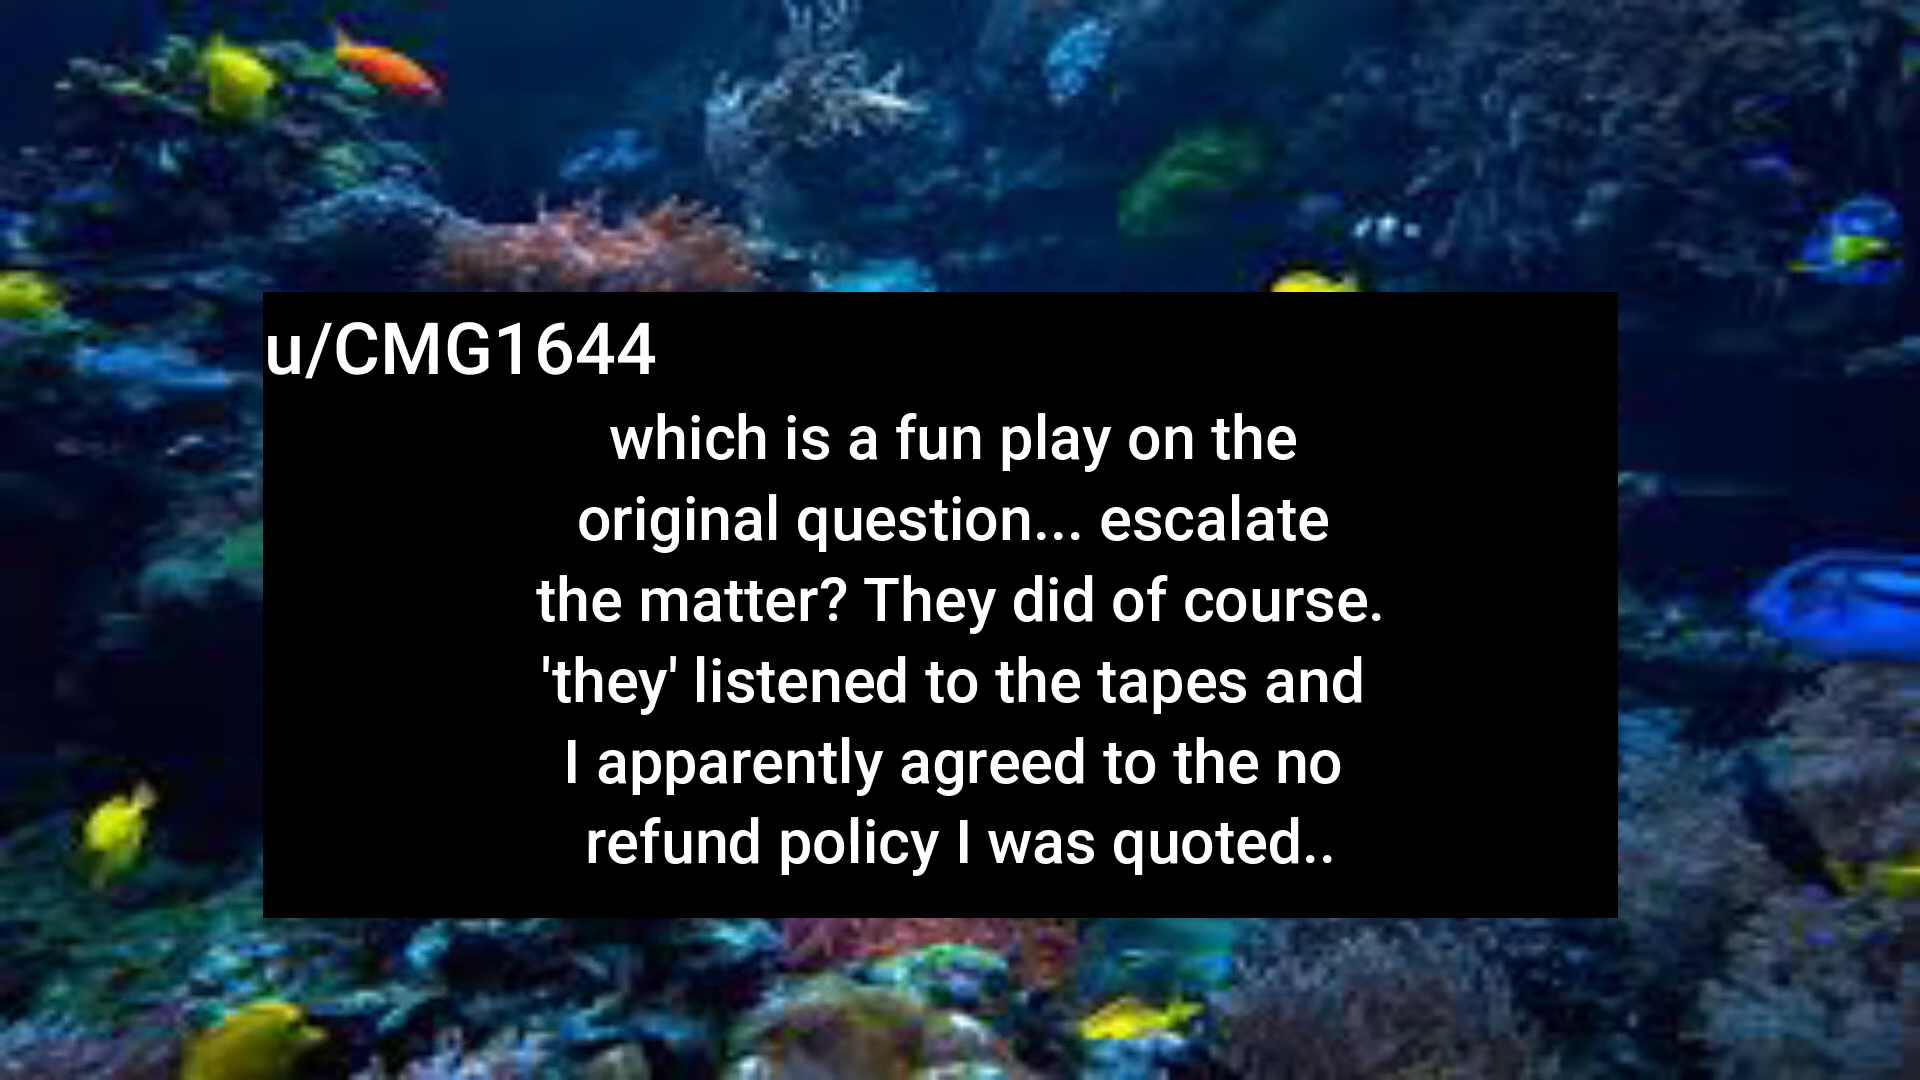 u/CMG1644
which is a fun play on the
original question... escalate
the matter? They did of course.
'they' listened to the tapes and
I apparently agreed to the no
refund policy I was quoted..